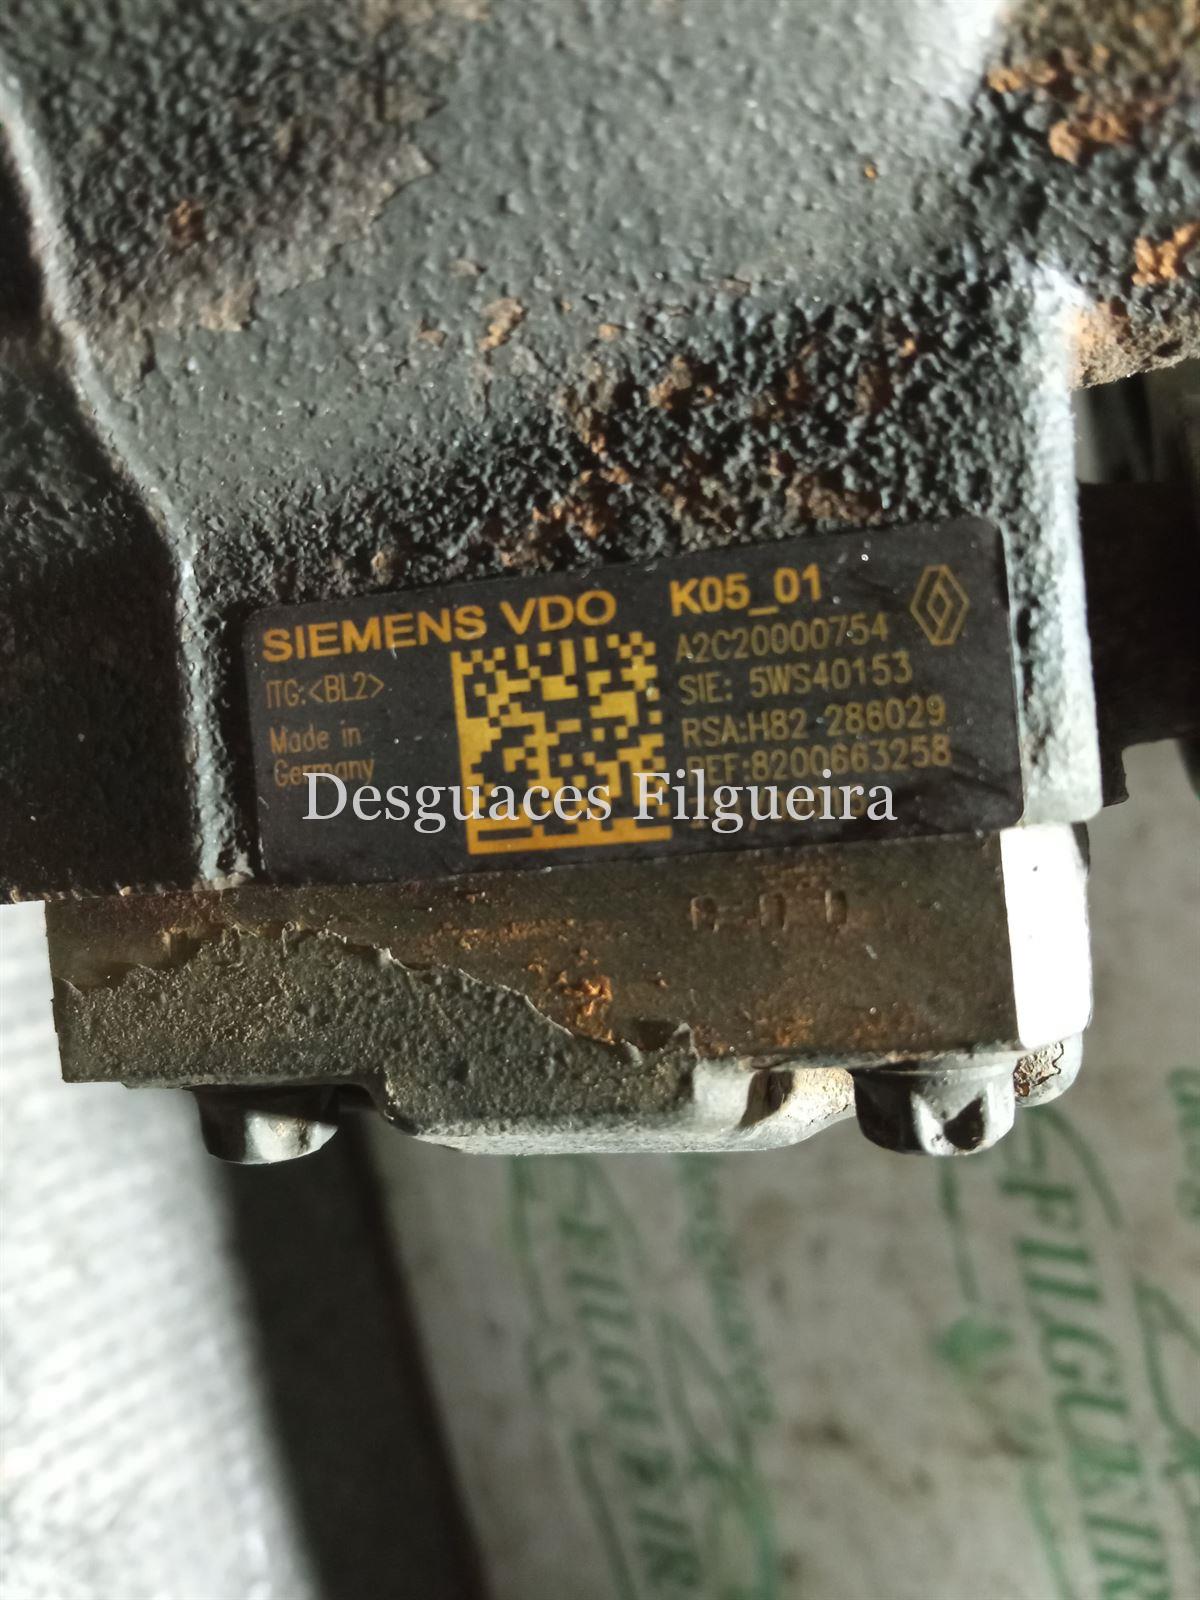 SIEMENS VDO
ITG:<BL2>
Made in
Germany
K05_01
A2C20000754
SIE: 5WS40153
RSA:H82 286029
REF:8200663258
Desguaces Filgueira